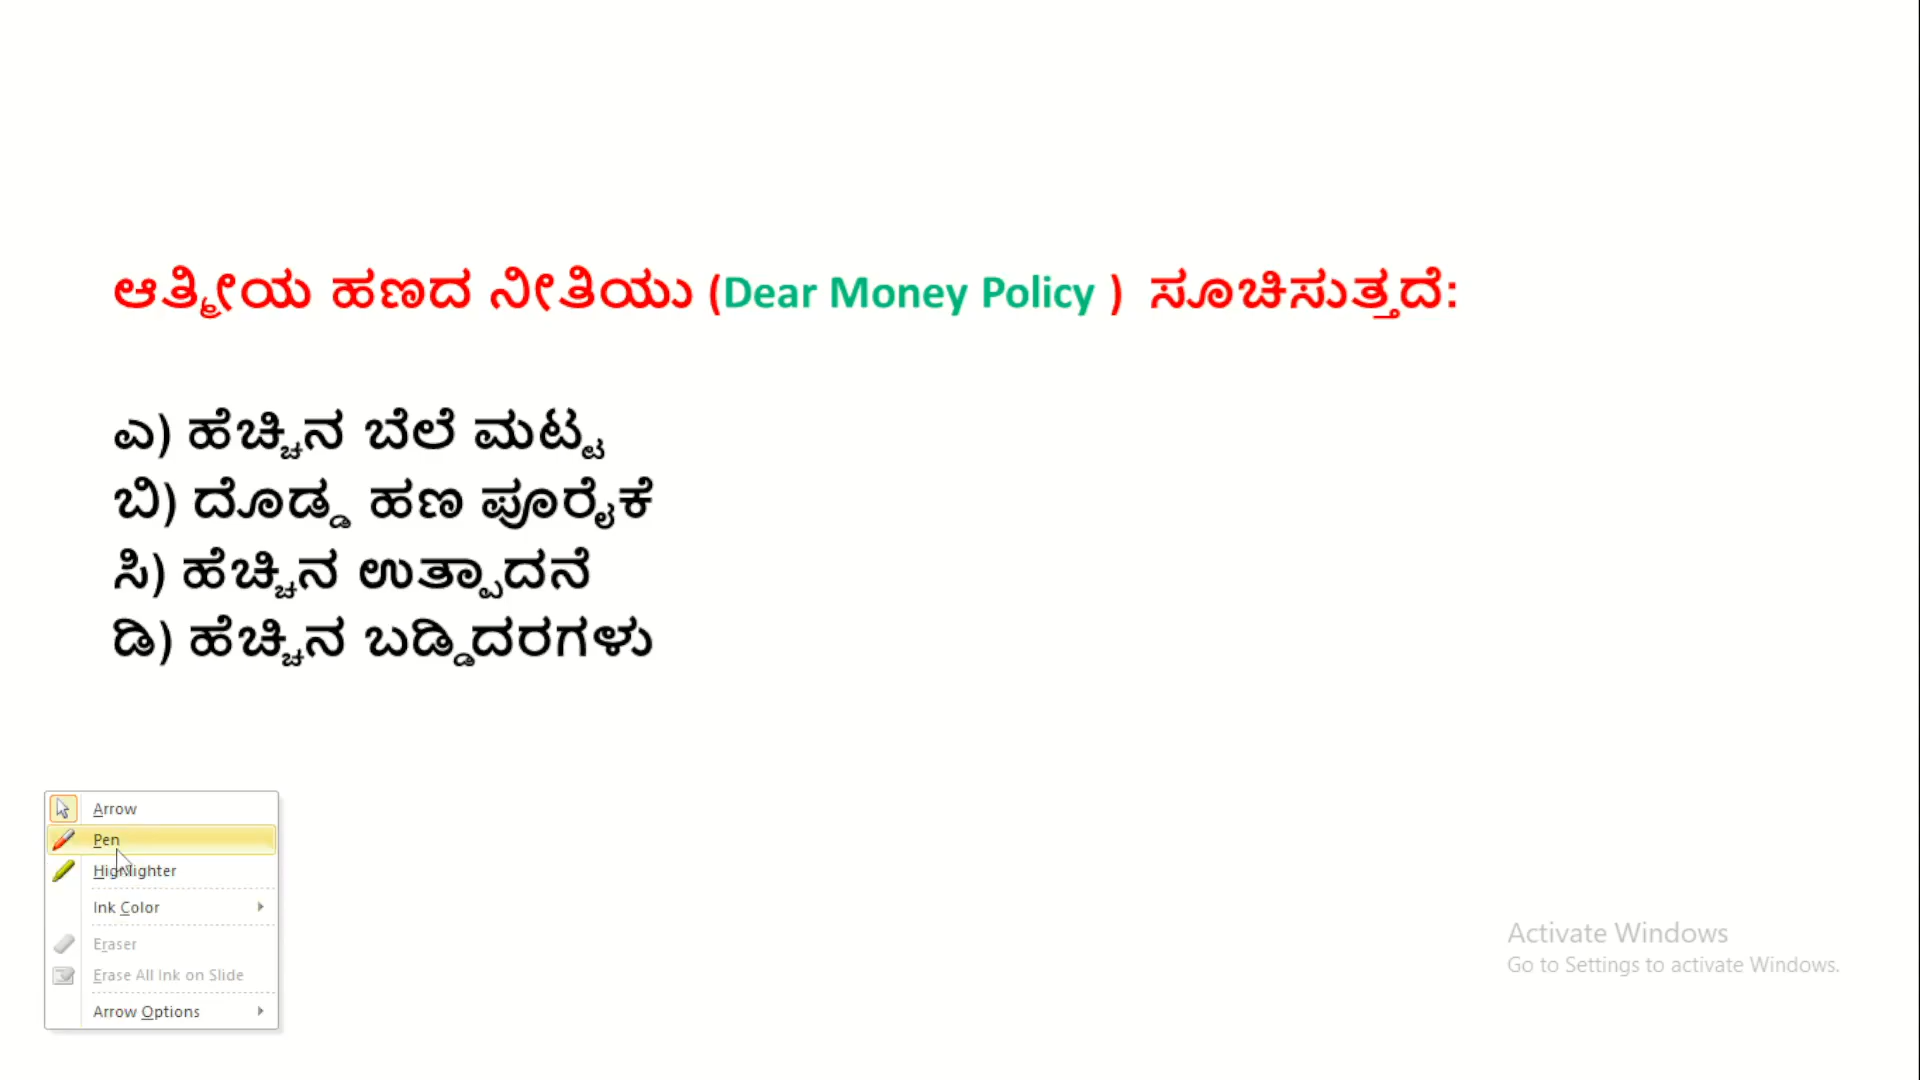 ಆತ್ಮೀಯ ಹಣದ ನೀತಿಯು (Dear Money Policy ) ಸೂಚಿಸುತ್ತದೆ:
ಎ) ಹೆಚ್ಚಿನ ಬೆಲೆ ಮಟ್ಟ
ಬಿ) ದೊಡ್ಡ ಹಣ ಪೂರೈಕೆ
ಸಿ) ಹೆಚ್ಚಿನ ಉತ್ಪಾದನೆ
ಡಿ) ಹೆಚ್ಚಿನ ಬಡ್ಡಿದರಗಳು
Arrow
Pen
Highlighter
Ink Color
Eraser
Erase All Ink on Slide
Arrow Options
Activate Windows
Go to Settings to activate Windows.